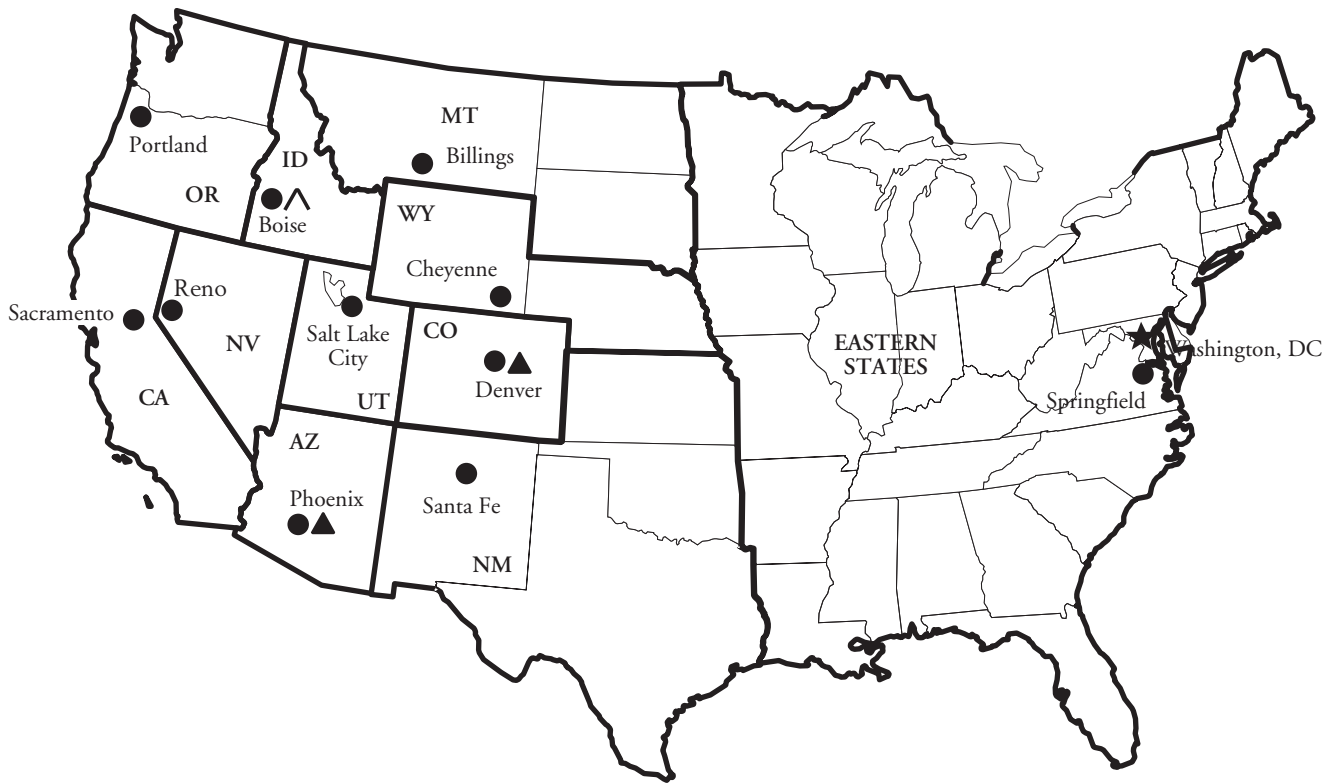 MT
Billings
Portland
ID
OR
Boise
WY
Cheyenne
Reno
Sacramento
Salt Lake
City
NV
CO
EASTERN
STATES
Washington, DC
Denver
CA
UT
Springfield
AZ
Phoenix
Santa Fe
NM